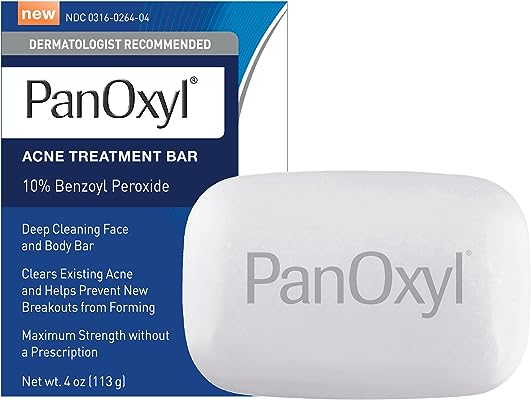 new NDC 0316-0264-04
DERMATOLOGIST RECOMMENDED
PanOxyl®
ACNE TREATMENT BAR
10% Benzoyl Peroxide
Deep Cleaning Face
and Body Bar
Clears Existing Acne
and Helps Prevent New
Breakouts from Forming
Maximum Strength without
a Prescription
Net wt. 4 oz (113 g)
PanOxyl®